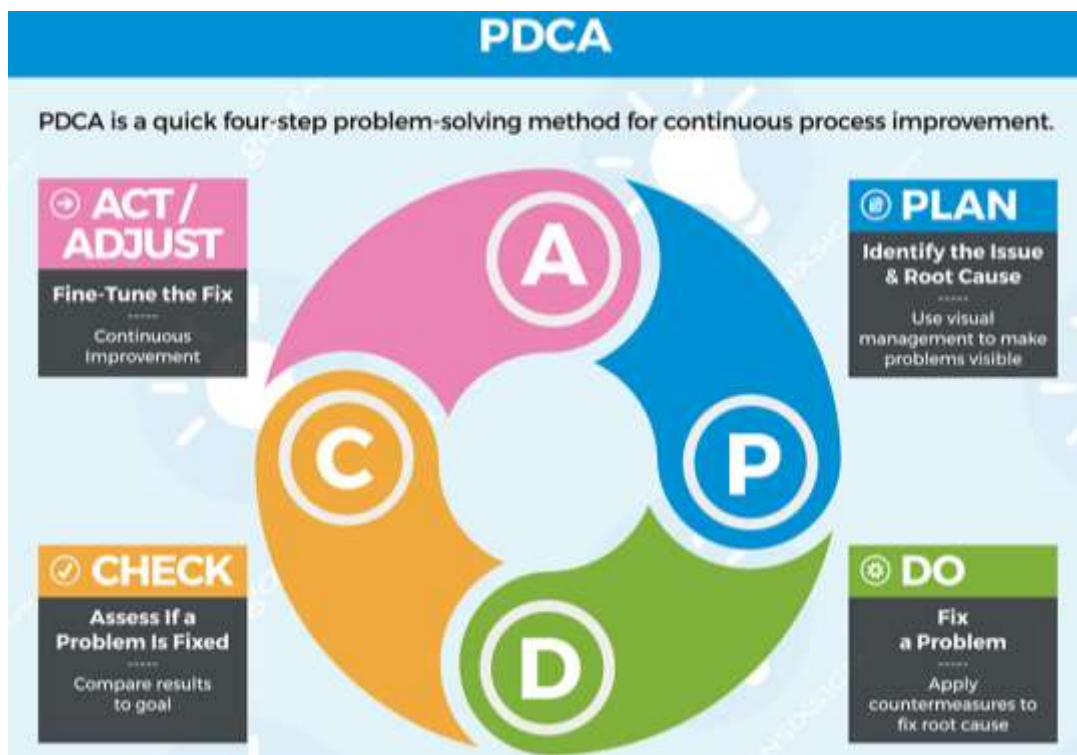 PDCA
PDCA is a quick four-step problem-solving method for continuous process improvement.
ACT /
ADJUST
Fine-Tune the Fix
Continuous
Improvement
PLAN
Identify the Issue
& Root Cause
Use visual
management to make
problems visible
A
P
C
D
CHECK
Assess If a
Problem Is Fixed
Compare results
to goal
DO
Fix
a Problem
Apply
countermeasures to
fix root cause